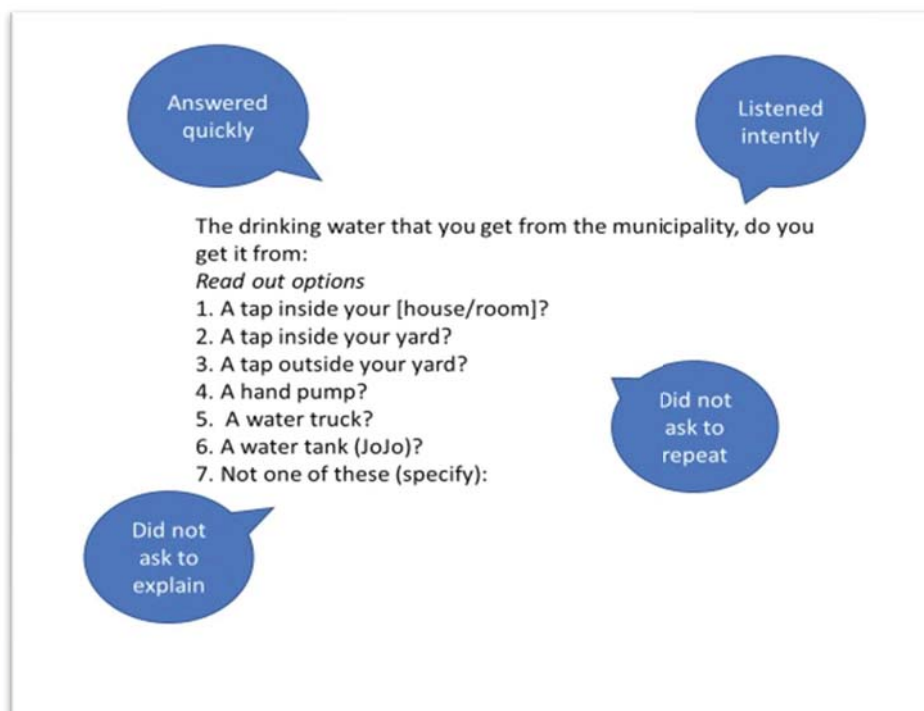 Answered
quickly
Listened
intently
The drinking water that you get from the municipality, do you
get it from:
Read out options
1. A tap inside your [house/room]?
2. A tap inside your yard?
3. A tap outside your yard?
4. A hand pump?
5. A water truck?
6. A water tank (JoJo)?
7. Not one of these (specify):
Did not
ask to
repeat
Did not
ask to
explain